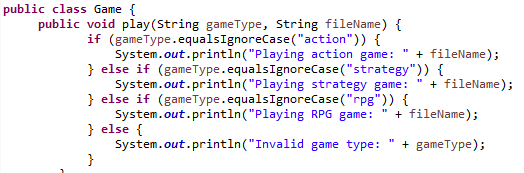 public class Game {
    public void play(String gameType, String fileName) {
        if (gameType.equalsIgnoreCase("action")) {
            System.out.println("Playing action game: " + fileName);
        } else if (gameType.equalsIgnoreCase("strategy")) {
            System.out.println("Playing strategy game: " + fileName);
        } else if (gameType.equalsIgnoreCase("rpg")) {
            System.out.println("Playing RPG game: " + fileName);
        } else {
            System.out.println("Invalid game type: " + gameType);
        }
    }